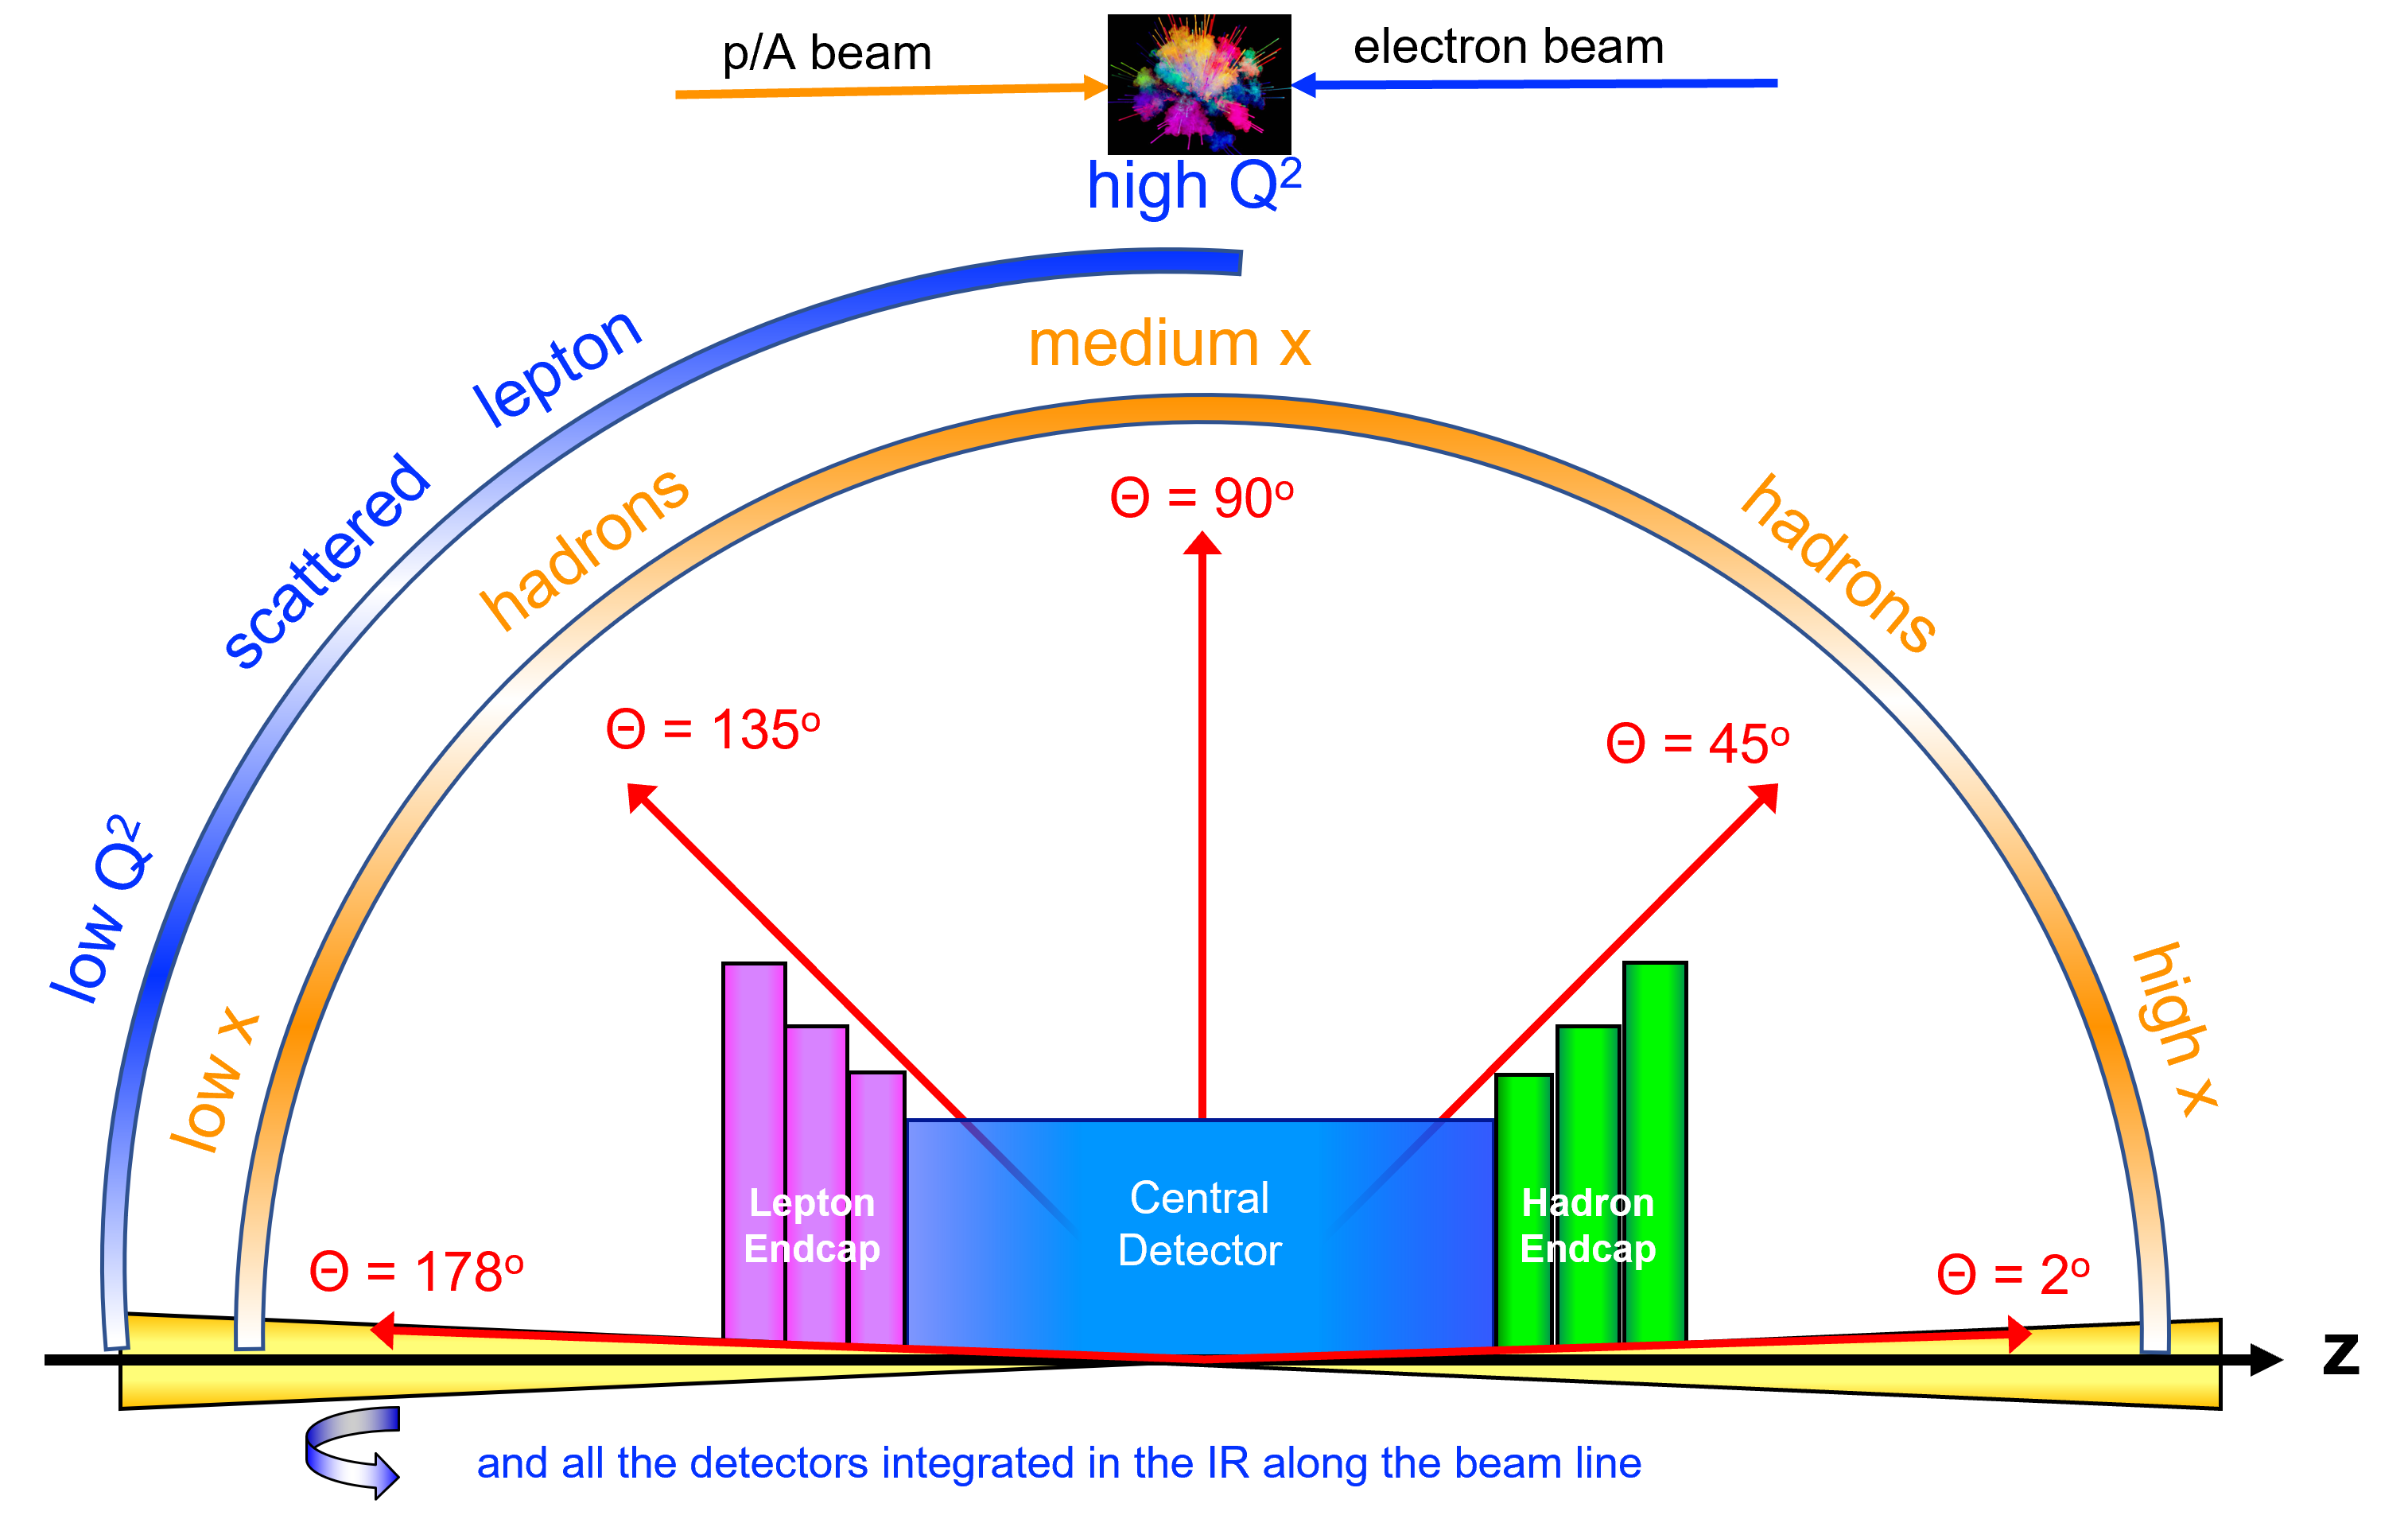 p/A beam
electron beam
high Q²
scattered lepton
medium x
hadrons
hadrons
Θ = 90º
Θ = 135º
Θ = 45º
low Q²
low x
high x
Lepton
Endcap
Central
Detector
Hadron
Endcap
Θ = 178º
Θ = 2º
z
and all the detectors integrated in the IR along the beam line